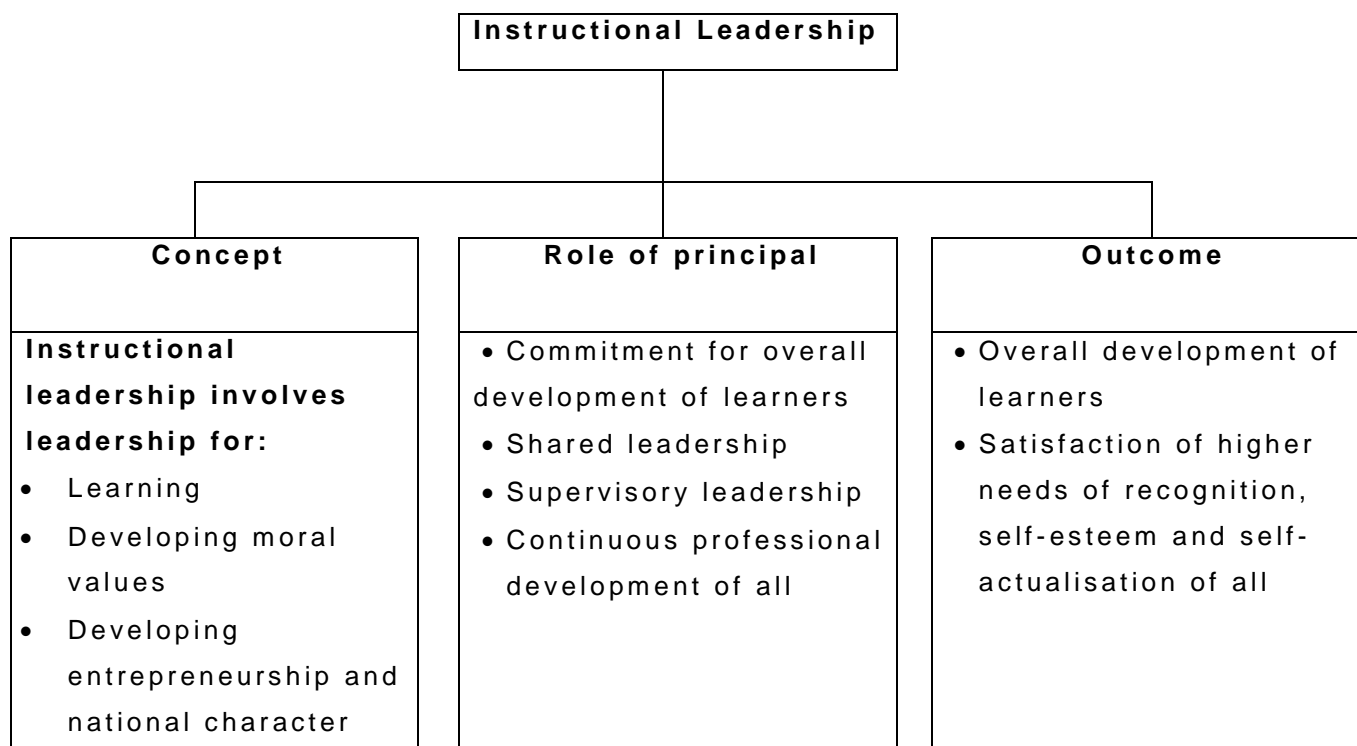 Instructional Leadership
Concept
Instructional
leadership involves
leadership for:
• Learning
• Developing moral
values
• Developing
entrepreneurship and
national character
Role of principal
• Commitment for overall
development of learners
• Shared leadership
• Supervisory leadership
• Continuous professional
development of all
Outcome
• Overall development of
learners
• Satisfaction of higher
needs of recognition,
self-esteem and self-
actualisation of all